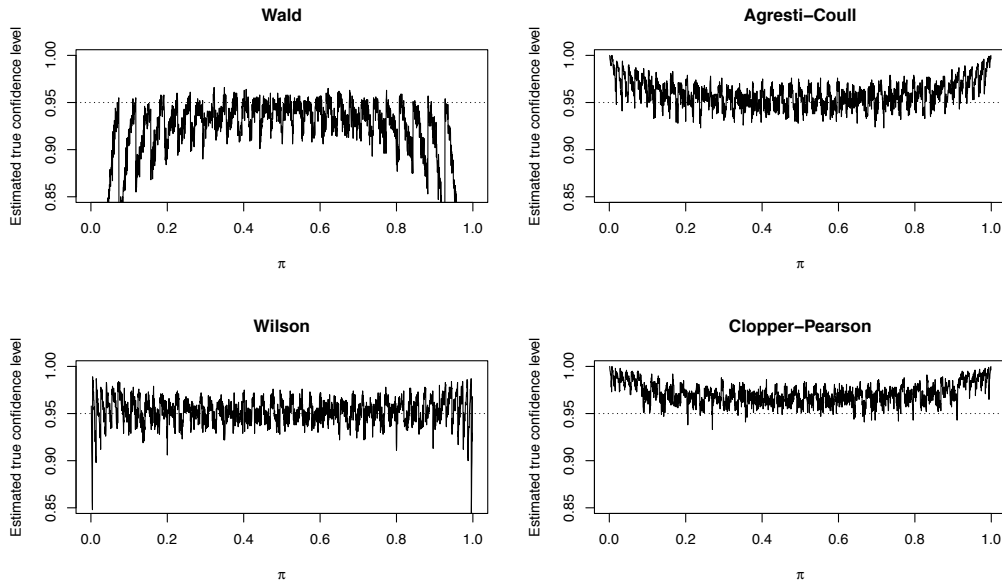 Wald
Estimated true confidence level
0.85 0.90 0.95 1.00
0.0 0.2 0.4 0.6 0.8 1.0
π
Agresti−Coull
Estimated true confidence level
0.85 0.90 0.95 1.00
0.0 0.2 0.4 0.6 0.8 1.0
π
Wilson
Estimated true confidence level
0.85 0.90 0.95 1.00
0.0 0.2 0.4 0.6 0.8 1.0
π
Clopper−Pearson
Estimated true confidence level
0.85 0.90 0.95 1.00
0.0 0.2 0.4 0.6 0.8 1.0
π